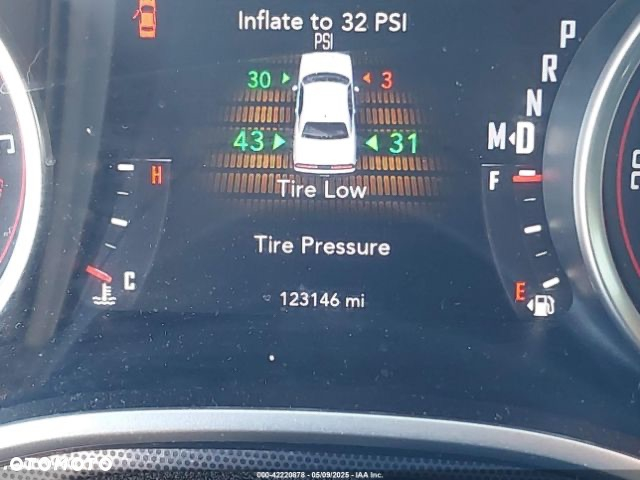 Inflate to 32 PSI
PSI
30 3
43 31
Tire Low
Tire Pressure
123146 mi
P
R
N
M D
H
C
F
E
OTOMOTO
000-42220878 - 05/09/2025 - IAA Inc.